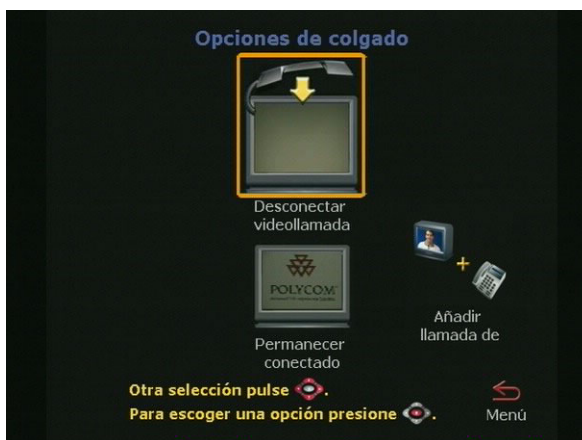 Opciones de colgado
Desconectar
videollamada
POLYCOM
Permanecer
conectado
Añadir
llamada de
Otra selección pulse
.
Para escoger una opción presione
.
Menú